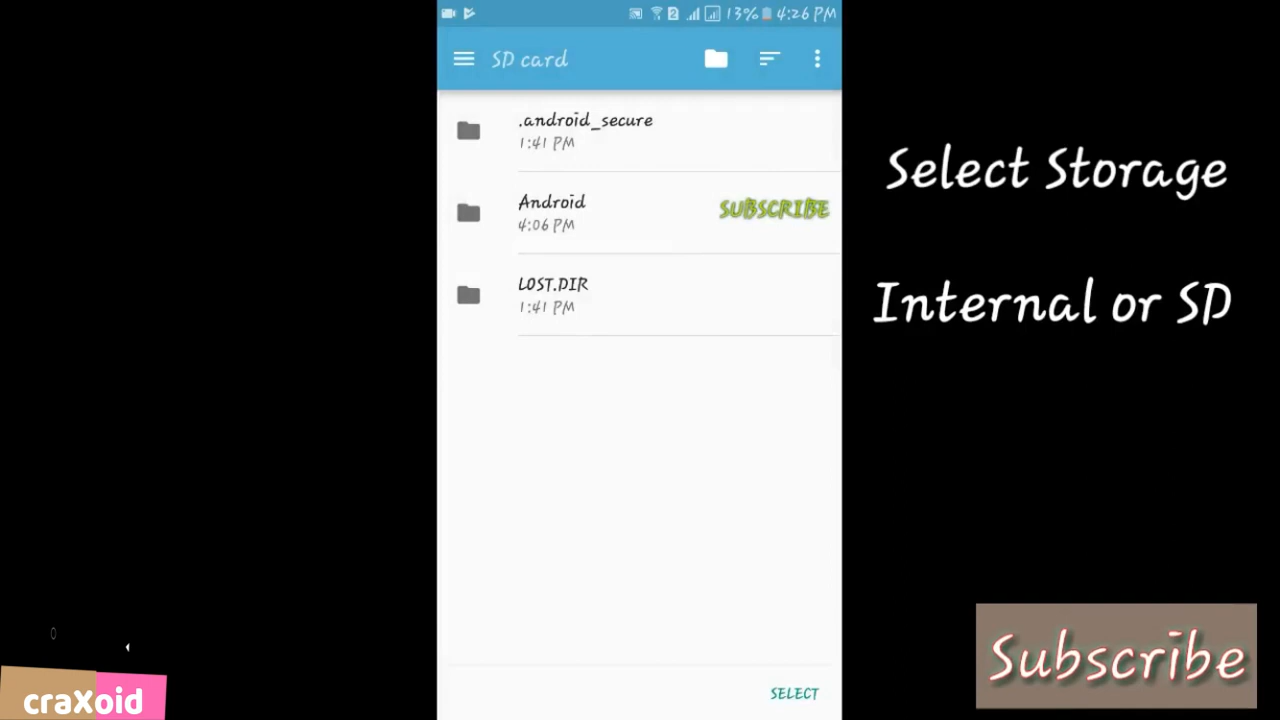 13% 4:26 PM
SD card
.android_secure
1:41 PM
Android
4:06 PM
SUBSCRIBE
LOST.DIR
1:41 PM
SELECT
Select Storage
Internal or SD
Subscribe
craXoid